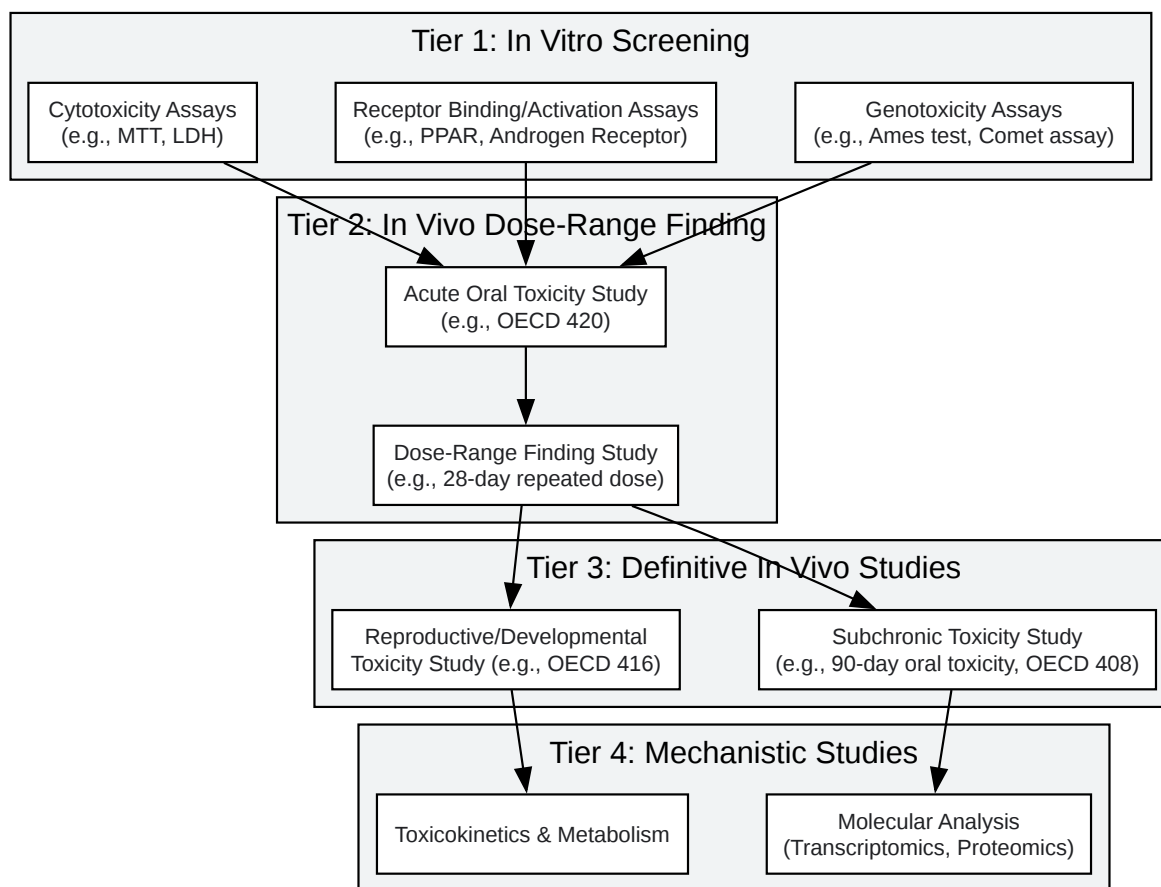 Tier 1: In Vitro Screening
Cytotoxicity Assays
(e.g., MTT, LDH)
Receptor Binding/Activation Assays
(e.g., PPAR, Androgen Receptor)
Genotoxicity Assays
(e.g., Ames test, Comet assay)
Tier 2: In Vivo Dose-Range Finding
Acute Oral Toxicity Study
(e.g., OECD 420)
Dose-Range Finding Study
(e.g., 28-day repeated dose)
Tier 3: Definitive In Vivo Studies
Reproductive/Developmental
Toxicity Study (e.g., OECD 416)
Subchronic Toxicity Study
(e.g., 90-day oral toxicity, OECD 408)
Tier 4: Mechanistic Studies
Toxicokinetics & Metabolism
Molecular Analysis
(Transcriptomics, Proteomics)